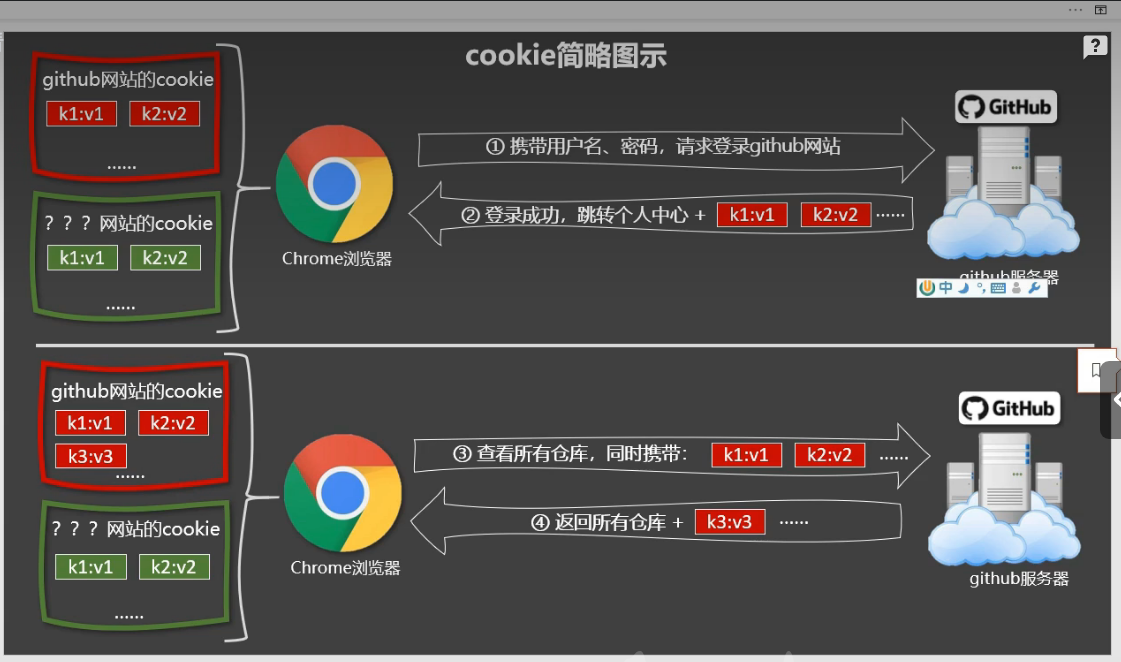 cookie简略图示
github网站的cookie
k1:v1 k2:v2
......
？？？网站的cookie
k1:v1 k2:v2
......
Chrome浏览器
① 携带用户名、密码，请求登录github网站
② 登录成功，跳转个人中心 + k1:v1 k2:v2 ......
GitHub
github服务器
中
github网站的cookie
k1:v1 k2:v2
k3:v3
......
？？？网站的cookie
k1:v1 k2:v2
......
Chrome浏览器
③ 查看所有仓库，同时携带： k1:v1 k2:v2 ......
④ 返回所有仓库 + k3:v3 ......
GitHub
github服务器